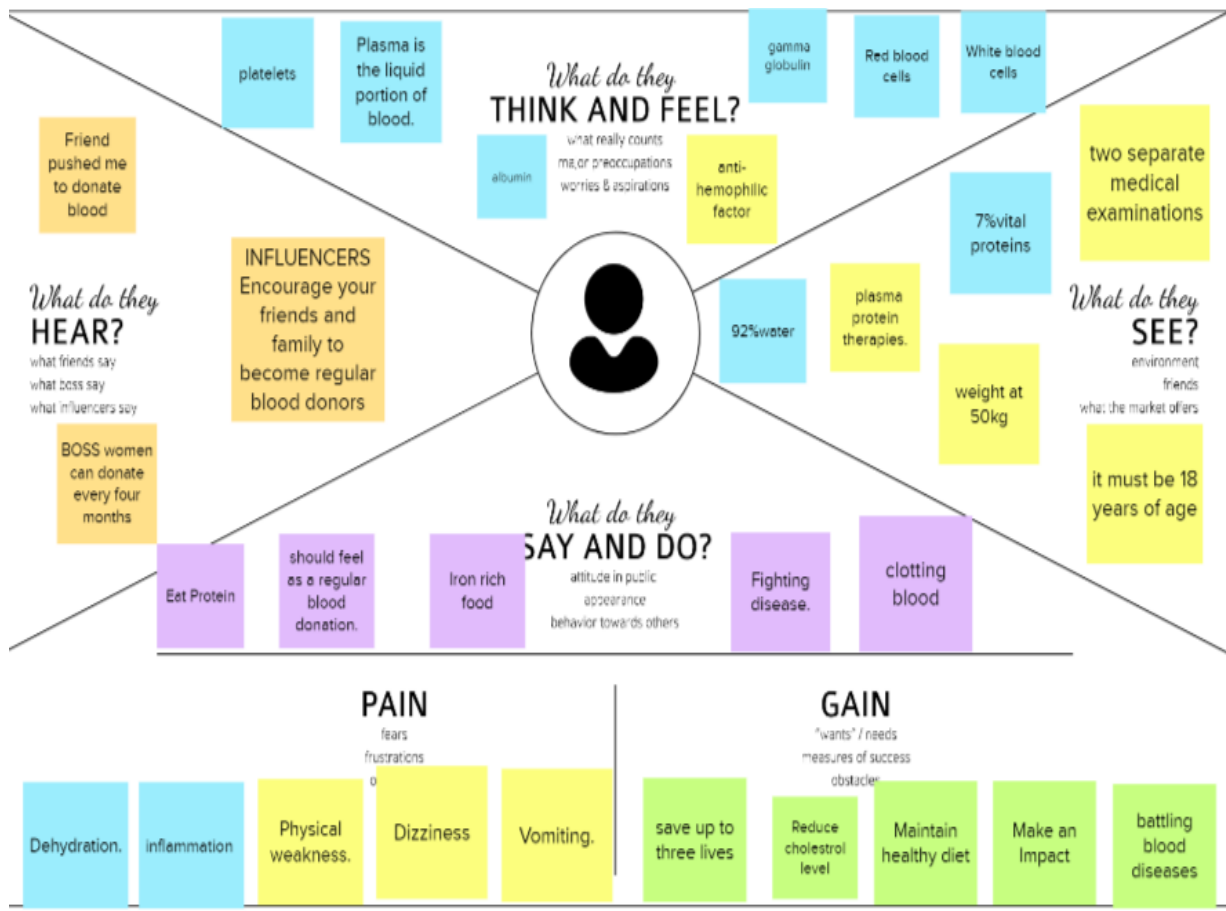 platelets
Plasma is
the liquid
portion of
blood.
What do they
THINK AND FEEL?
what really counts
major preoccupations
worries & aspirations
albumin
anti-
hemophilic
factor
gamma
globulin
Red blood
cells
White blood
cells
Friend
pushed me
to donate
blood
What do they
HEAR?
what friends say
what boss say
what influencers say
INFLUENCERS
Encourage your
friends and
family to
become regular
blood donors
BOSS women
can donate
every four
months
92%water
plasma
protein
therapies.
7%vital
proteins
two separate
medical
examinations
What do they
SEE?
environment
friends
what the market offers
weight at
50kg
it must be 18
years of age
What do they
SAY AND DO?
attitude in public
appearance
behavior towards others
Eat Protein
should feel
as a regular
blood
donation.
Iron rich
food
Fighting
disease.
clotting
blood
PAIN
fears
frustrations
Dehydration.
inflammation
Physical
weakness.
Dizziness
Vomiting.
GAIN
"wants" / needs
measures of success
obstacles
save up to
three lives
Reduce
cholestrol
level
Maintain
healthy diet
Make an
Impact
battling
blood
diseases